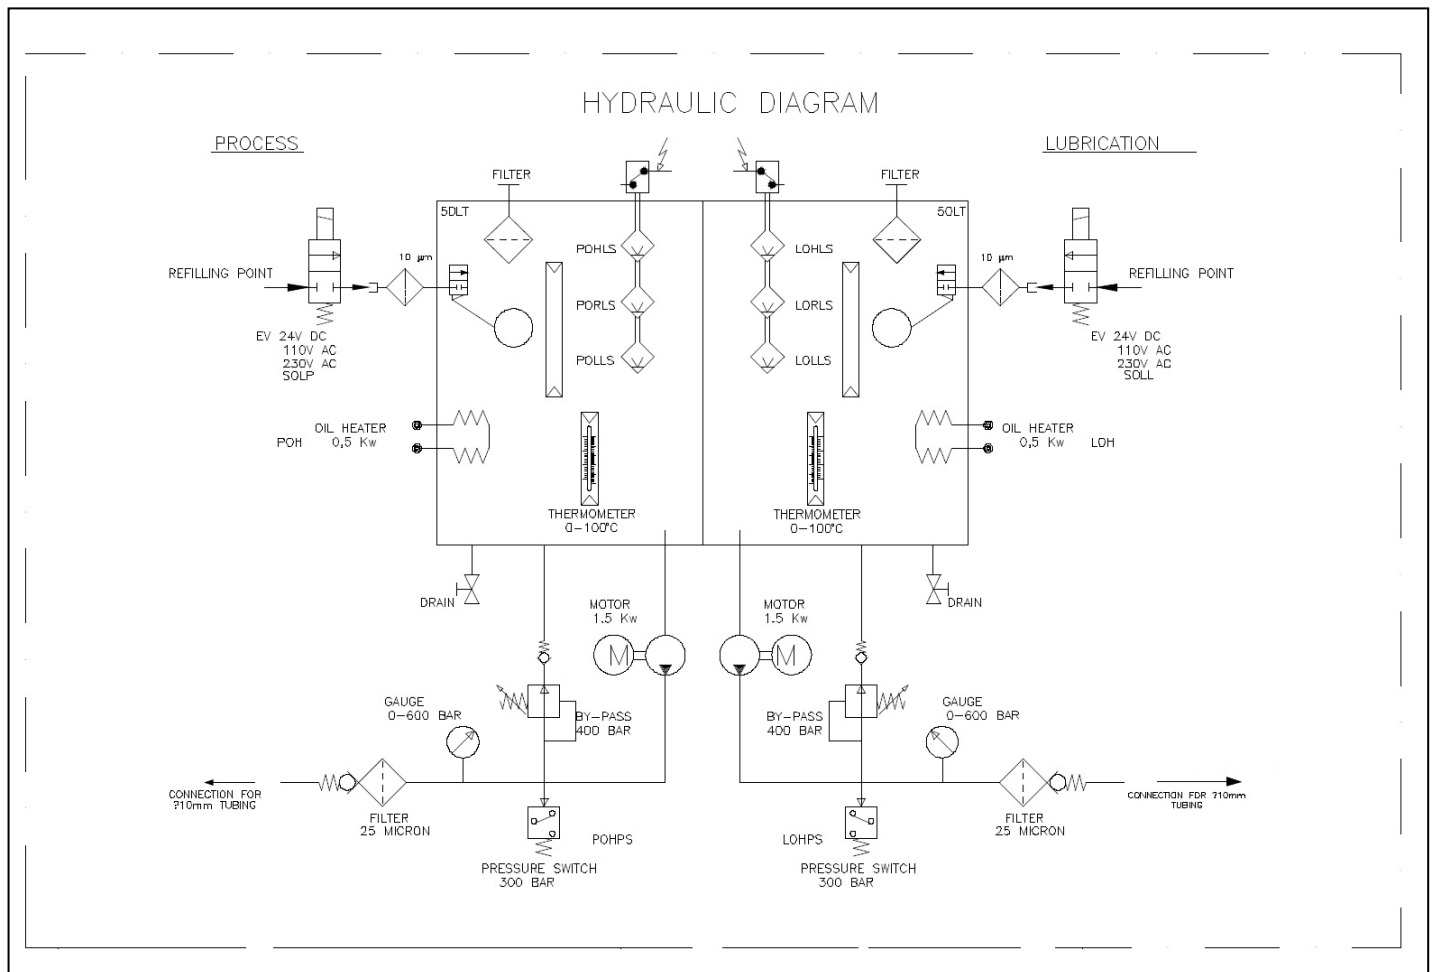 HYDRAULIC DIAGRAM
PROCESS
LUBRICATION
FILTER
FILTER
50LT
50LT
POHLS
LOHLS
10 µm
10 µm
REFILLING POINT
REFILLING POINT
PORLS
LORLS
EV 24V DC
110V AC
230V AC
SOLP
EV 24V DC
110V AC
230V AC
SOLL
POLLS
LOLLS
OIL HEATER
POH 0,5 Kw
OIL HEATER
0,5 Kw LOH
THERMOMETER
0-100°C
THERMOMETER
0-100°C
DRAIN
DRAIN
MOTOR
1.5 Kw
MOTOR
1.5 Kw
M
M
GAUGE
0-600 BAR
BY-PASS
400 BAR
BY-PASS
400 BAR
GAUGE
0-600 BAR
CONNECTION FOR
?10mm TUBING
CONNECTION FOR ?10mm
TUBING
FILTER
25 MICRON
FILTER
25 MICRON
POHPS
LOHPS
PRESSURE SWITCH
300 BAR
PRESSURE SWITCH
300 BAR